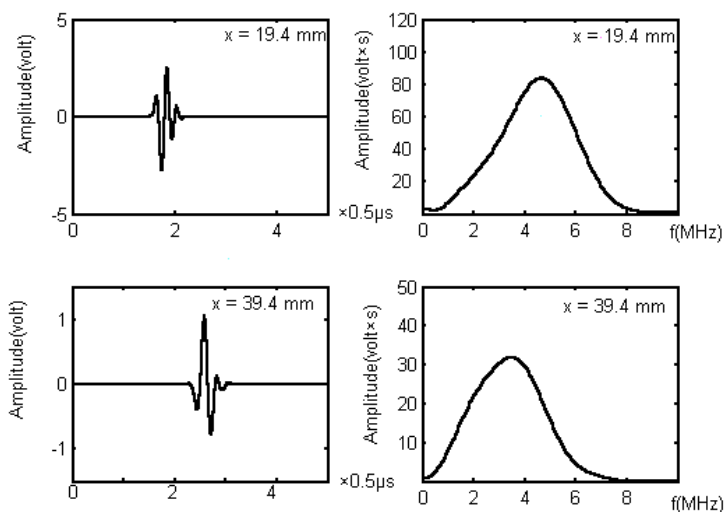 5
0
-5
0
2
4
×0.5μs
Amplitude(volt)
x = 19.4 mm
120
100
80
60
40
20
0
2
4
6
8
f(MHz)
Amplitude(volt×s)
x = 19.4 mm
1
0
-1
0
2
4
×0.5μs
Amplitude(volt)
x = 39.4 mm
50
40
30
20
10
0
2
4
6
8
f(MHz)
Amplitude(volt×s)
x = 39.4 mm